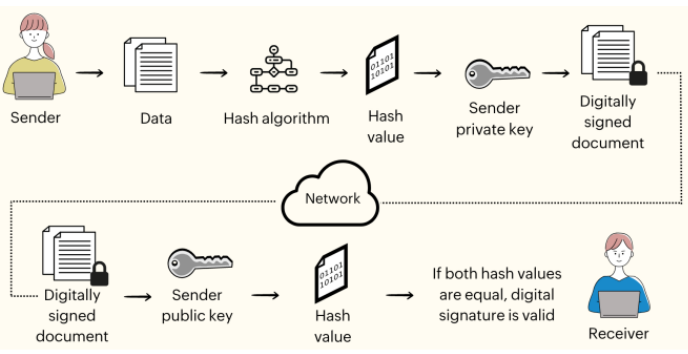 Sender
Data
Hash algorithm
01101
10101
Hash
value
Sender
private key
Digitally
signed
document
Network
Digitally
signed
document
Sender
public key
01101
10101
Hash
value
If both hash values
are equal, digital
signature is valid
Receiver